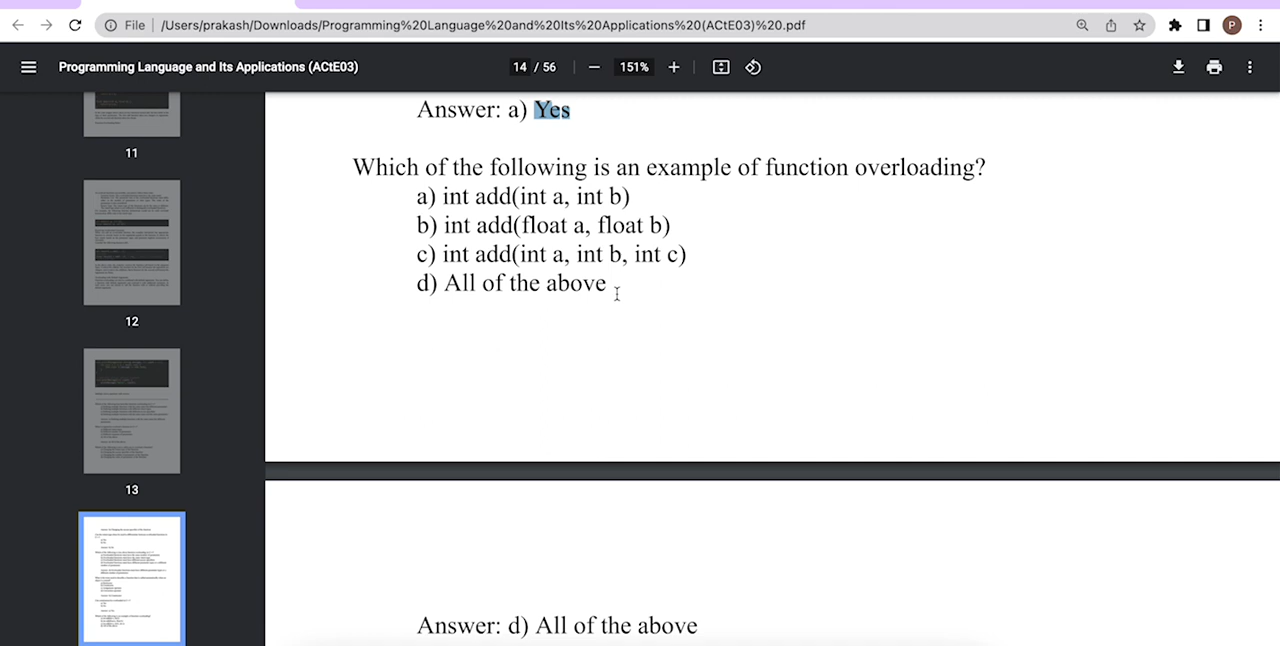 File
/Users/prakash/Downloads/Programming%20Language%20and%20Its%20Applications%20(ACtE03)%20.pdf
P
Programming Language and Its Applications (ACtE03)
14 / 56
151%
11
12
13
Answer: a) Yes
Which of the following is an example of function overloading?
a) int add(int a, int b)
b) int add(float a, float b)
c) int add(int a, int b, int c)
d) All of the above
Answer: d) All of the above